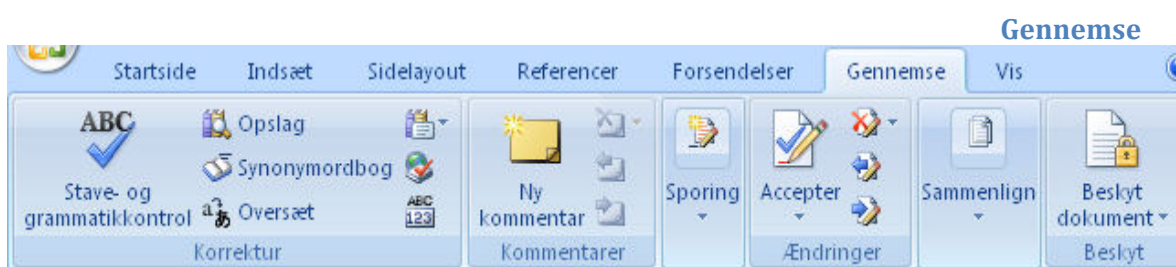 Gennemse
Startside Indsæt Sidelayout Referencer Forsendelser Gennemse Vis
ABC
Stave- og
grammatikkontrol
Opslag
Synonymordbog
Oversæt
ABC
123
Korrektur
Ny
kommentar
Kommentarer
Sporing
Accepter
Ændringer
Sammenlign
Beskyt
dokument
Beskyt